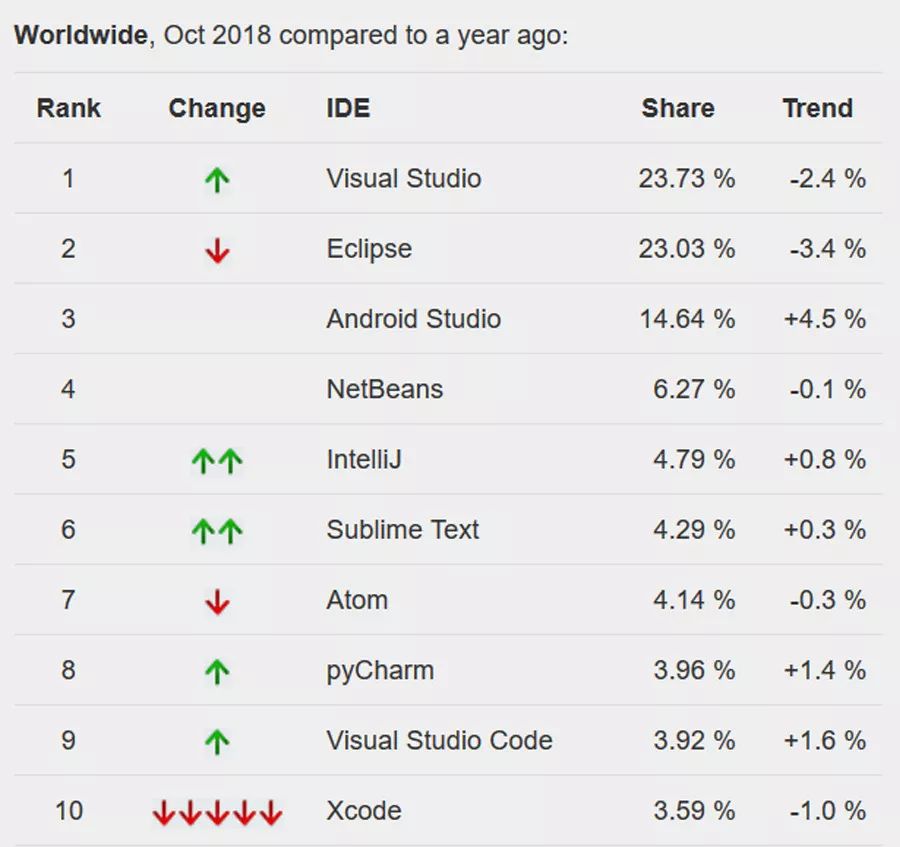 Worldwide, Oct 2018 compared to a year ago:
Rank Change IDE Share Trend
1 ↑ Visual Studio 23.73 % -2.4 %
2 ↓ Eclipse 23.03 % -3.4 %
3 Android Studio 14.64 % +4.5 %
4 NetBeans 6.27 % -0.1 %
5 ↑↑ IntelliJ 4.79 % +0.8 %
6 ↑↑ Sublime Text 4.29 % +0.3 %
7 ↓ Atom 4.14 % -0.3 %
8 ↑ pyCharm 3.96 % +1.4 %
9 ↑ Visual Studio Code 3.92 % +1.6 %
10 ↓↓↓↓↓ Xcode 3.59 % -1.0 %